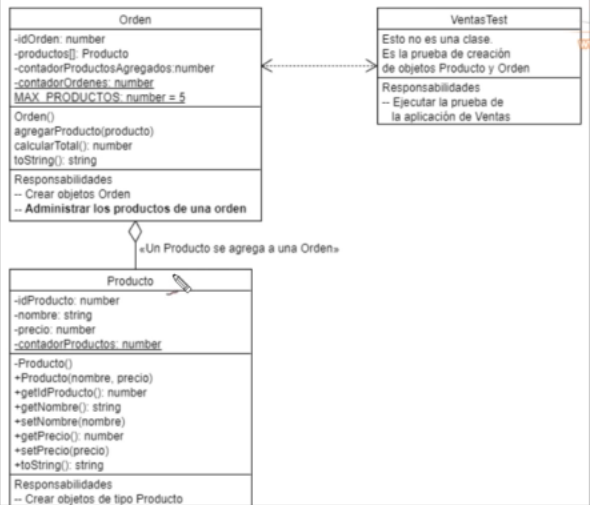 Orden
-idOrden: number
-productos[]: Producto
-contadorProductosAgregados:number
-contadorOrdenes: number
MAX_PRODUCTOS: number = 5
Orden()
agregarProducto(producto)
calcularTotal(): number
toString(): string
Responsabilidades
-- Crear objetos Orden
-- Administrar los productos de una orden
VentasTest
Esto no es una clase.
Es la prueba de creación
de objetos Producto y Orden
Responsabilidades
-- Ejecutar la prueba de
la aplicación de Ventas
«Un Producto se agrega a una Orden»
Producto
-idProducto: number
-nombre: string
-precio: number
-contadorProductos: number
-Producto()
+Producto(nombre, precio)
+getIdProducto(): number
+getNombre(): string
+setNombre(nombre)
+getPrecio(): number
+setPrecio(precio)
+toString(): string
Responsabilidades
-- Crear objetos de tipo Producto